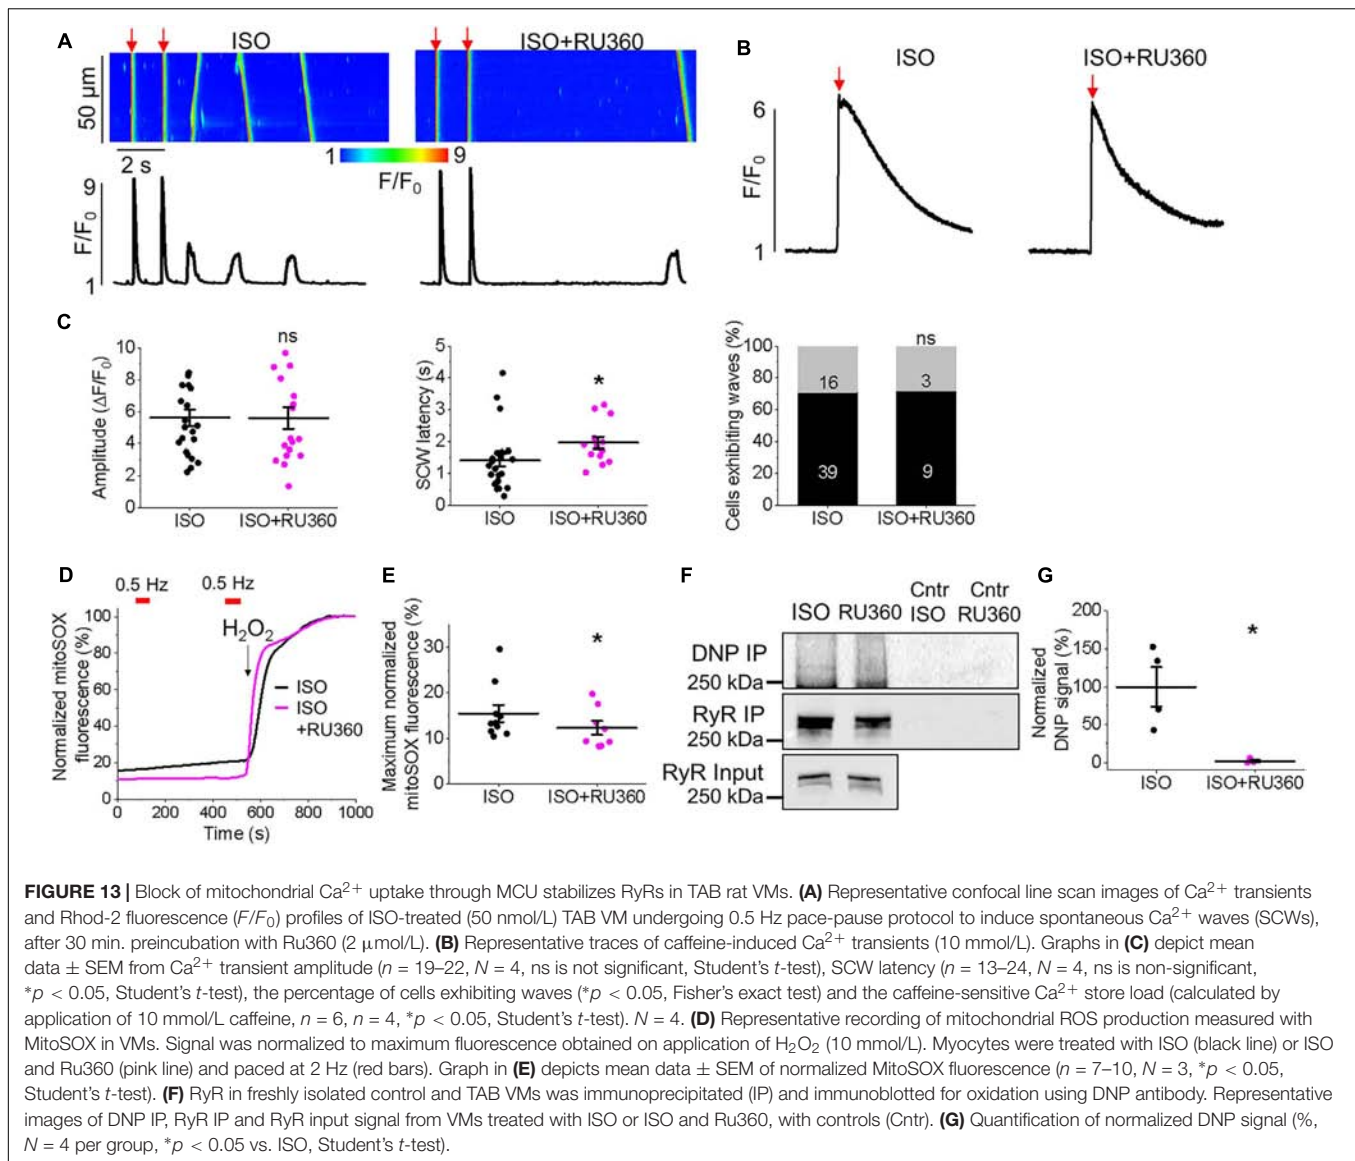 A
ISO
ISO+RU360
50 µm
2 s
1
9
F/F0
9
F/F0
1
B
ISO
ISO+RU360
6
F/F0
1
C
ns
10
8
6
4
2
0
Amplitude (ΔF/F0)
ISO
ISO+RU360
5
4
3
2
1
0
SCW latency (s)
*
ISO
ISO+RU360
ns
100
80
60
40
20
0
Cells exhibiting waves (%)
16
3
39
9
ISO
ISO+RU360
D
0.5 Hz
0.5 Hz
H2O2
100
80
60
40
20
0
Normalized mitoSOX
fluorescence (%)
ISO
ISO
+RU360
0 200 400 600 800 1000
Time (s)
E
30
20
10
0
Maximum normalized
mitoSOX fluorescence (%)
*
ISO
ISO+RU360
F
ISO RU360
Cntr
ISO
Cntr
RU360
DNP IP
250 kDa
RyR IP
250 kDa
RyR Input
250 kDa
G
200
150
100
50
0
Normalized
DNP signal (%)
*
ISO
ISO+RU360
FIGURE 13 | Block of mitochondrial Ca2+ uptake through MCU stabilizes RyRs in TAB rat VMs. (A) Representative confocal line scan images of Ca2+ transients
and Rhod-2 fluorescence (F/F0) profiles of ISO-treated (50 nmol/L) TAB VM undergoing 0.5 Hz pace-pause protocol to induce spontaneous Ca2+ waves (SCWs),
after 30 min. preincubation with Ru360 (2 µmol/L). (B) Representative traces of caffeine-induced Ca2+ transients (10 mmol/L). Graphs in (C) depict mean
data ± SEM from Ca2+ transient amplitude (n = 19–22, N = 4, ns is not significant, Student's t-test), SCW latency (n = 13–24, N = 4, ns is non-significant,
*p < 0.05, Student's t-test), the percentage of cells exhibiting waves (*p < 0.05, Fisher's exact test) and the caffeine-sensitive Ca2+ store load (calculated by
application of 10 mmol/L caffeine, n = 6, n = 4, *p < 0.05, Student's t-test). N = 4. (D) Representative recording of mitochondrial ROS production measured with
MitoSOX in VMs. Signal was normalized to maximum fluorescence obtained on application of H2O2 (10 mmol/L). Myocytes were treated with ISO (black line) or ISO
and Ru360 (pink line) and paced at 2 Hz (red bars). Graph in (E) depicts mean data ± SEM of normalized MitoSOX fluorescence (n = 7–10, N = 3, *p < 0.05,
Student's t-test). (F) RyR in freshly isolated control and TAB VMs was immunoprecipitated (IP) and immunoblotted for oxidation using DNP antibody. Representative
images of DNP IP, RyR IP and RyR input signal from VMs treated with ISO or ISO and Ru360, with controls (Cntr). (G) Quantification of normalized DNP signal (%,
N = 4 per group, *p < 0.05 vs. ISO, Student's t-test).